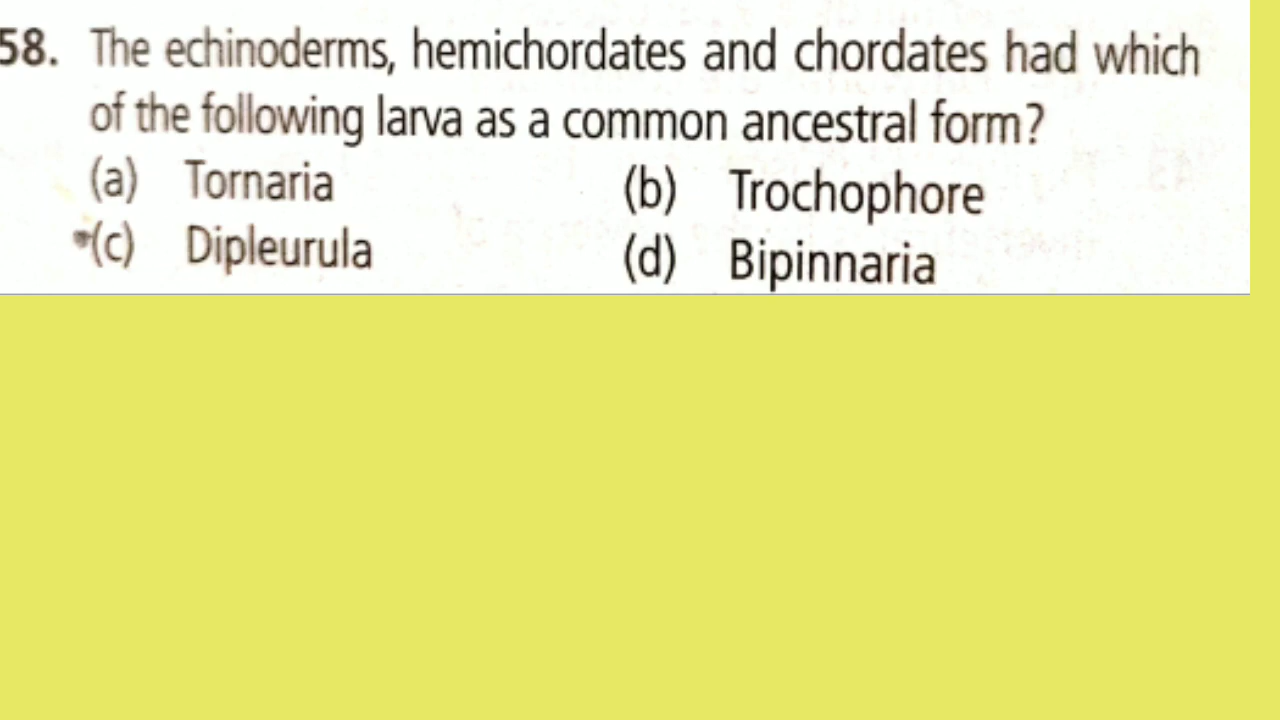 58. The echinoderms, hemichordates and chordates had which
of the following larva as a common ancestral form?
(a) Tornaria (b) Trochophore
(c) Dipleurula (d) Bipinnaria